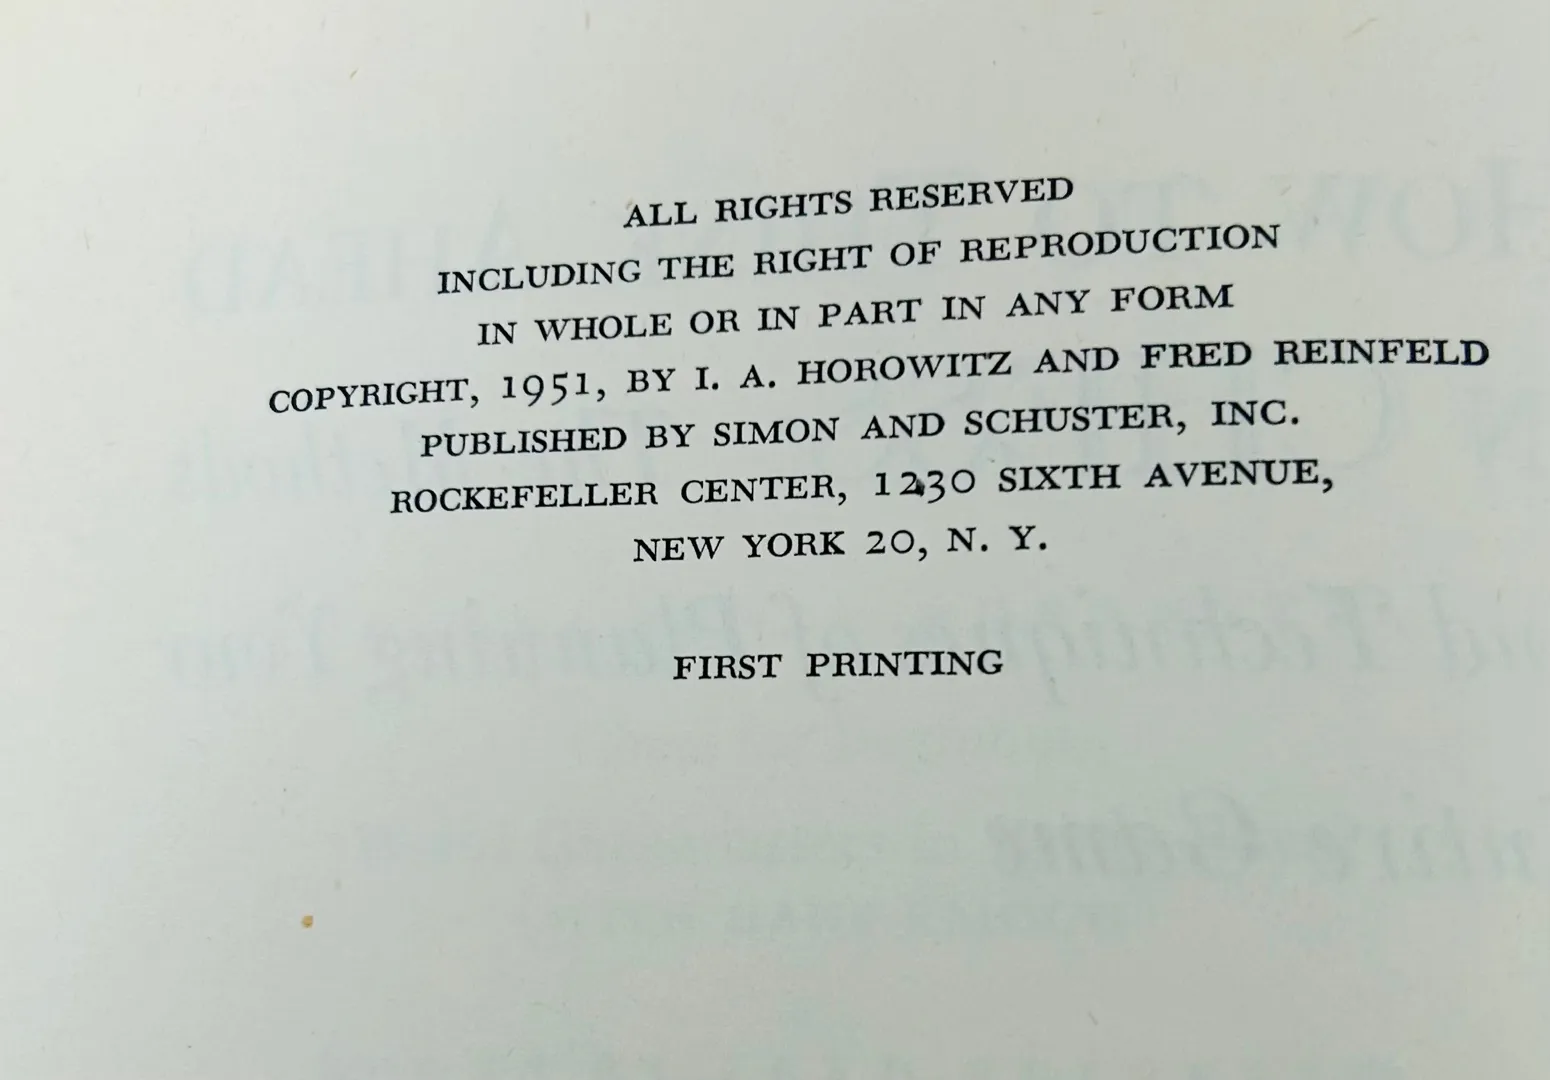 ALL RIGHTS RESERVED
INCLUDING THE RIGHT OF REPRODUCTION
IN WHOLE OR IN PART IN ANY FORM
COPYRIGHT, 1951, BY I. A. HOROWITZ AND FRED REINFELD
PUBLISHED BY SIMON AND SCHUSTER, INC.
ROCKEFELLER CENTER, 1230 SIXTH AVENUE,
NEW YORK 20, N. Y.
FIRST PRINTING